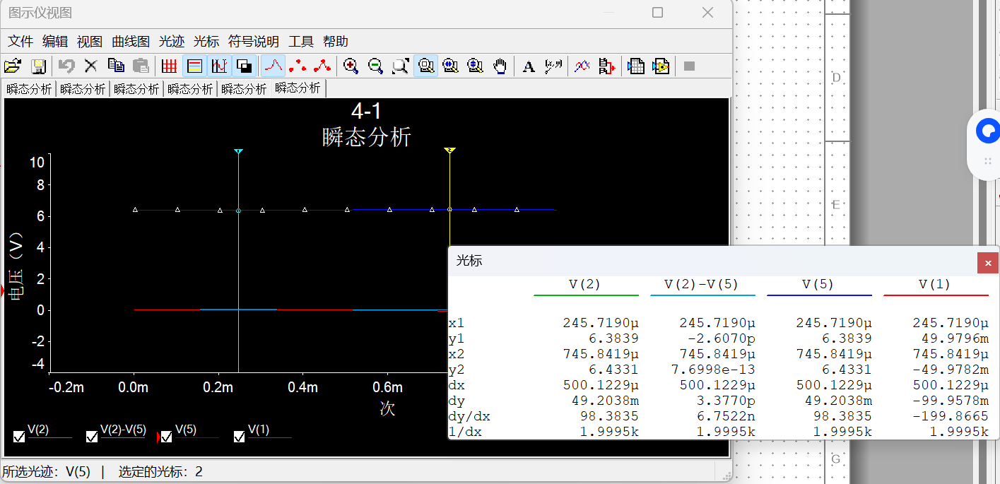 图示仪视图
文件 编辑 视图 曲线图 光迹 光标 符号说明 工具 帮助
瞬态分析 瞬态分析 瞬态分析 瞬态分析 瞬态分析 瞬态分析
4-1
瞬态分析
电压（V）
10
8
6
4
2
0
-2
-4
-0.2m 0.0m 0.2m 0.4m 0.6m
次
V(2) V(2)-V(5) V(5) V(1)
所选光迹：V(5) | 选定的光标：2
光标
V(2) V(2)-V(5) V(5) V(1)
x1 245.7190µ 245.7190µ 245.7190µ 245.7190µ
y1 6.3839 -2.6070p 6.3839 49.9796m
x2 745.8419µ 745.8419µ 745.8419µ 745.8419µ
y2 6.4331 7.6998e-13 6.4331 -49.9782m
dx 500.1229µ 500.1229µ 500.1229µ 500.1229µ
dy 49.2038m 3.3770p 49.2038m -99.9578m
dy/dx 98.3835 6.7522n 98.3835 -199.8665
1/dx 1.9995k 1.9995k 1.9995k 1.9995k
D
E
G